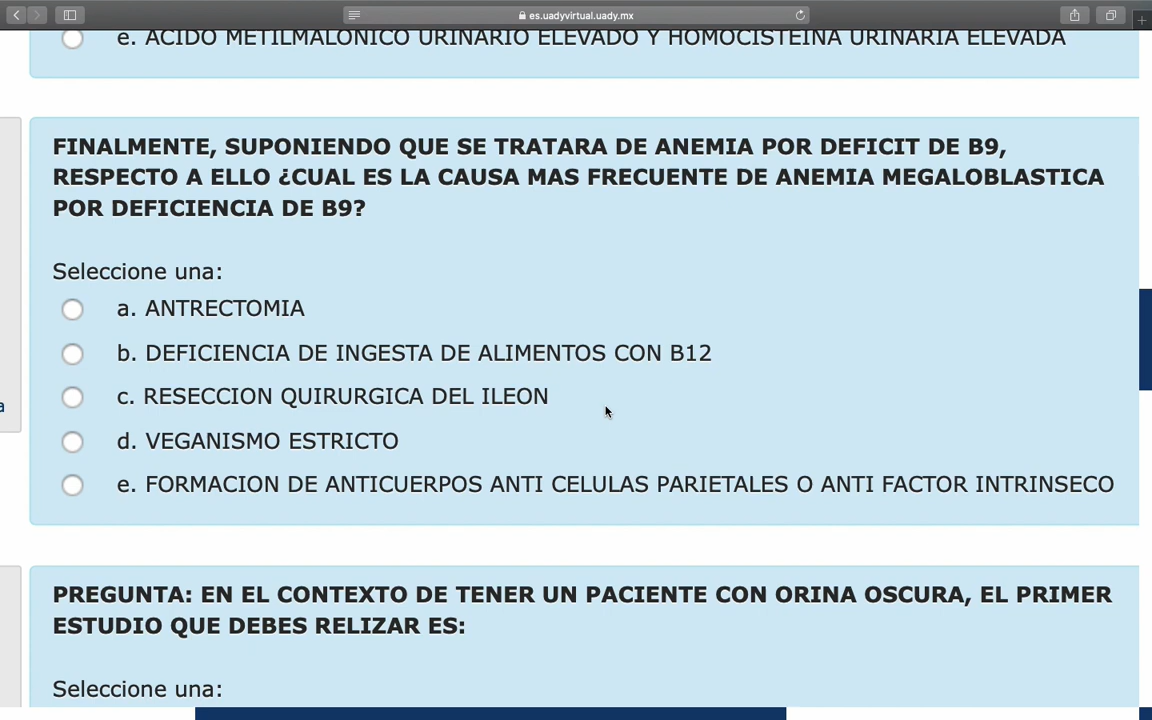 es.uadyvirtual.uady.mx
e. ACIDO METILMALONICO URINARIO ELEVADO Y HOMOCISTEINA URINARIA ELEVADA
FINALMENTE, SUPONIENDO QUE SE TRATARA DE ANEMIA POR DEFICIT DE B9,
RESPECTO A ELLO ¿CUAL ES LA CAUSA MAS FRECUENTE DE ANEMIA MEGALOBLASTICA
POR DEFICIENCIA DE B9?
Seleccione una:
a. ANTRECTOMIA
b. DEFICIENCIA DE INGESTA DE ALIMENTOS CON B12
c. RESECCION QUIRURGICA DEL ILEON
d. VEGANISMO ESTRICTO
e. FORMACION DE ANTICUERPOS ANTI CELULAS PARIETALES O ANTI FACTOR INTRINSECO
PREGUNTA: EN EL CONTEXTO DE TENER UN PACIENTE CON ORINA OSCURA, EL PRIMER
ESTUDIO QUE DEBES RELIZAR ES:
Seleccione una: